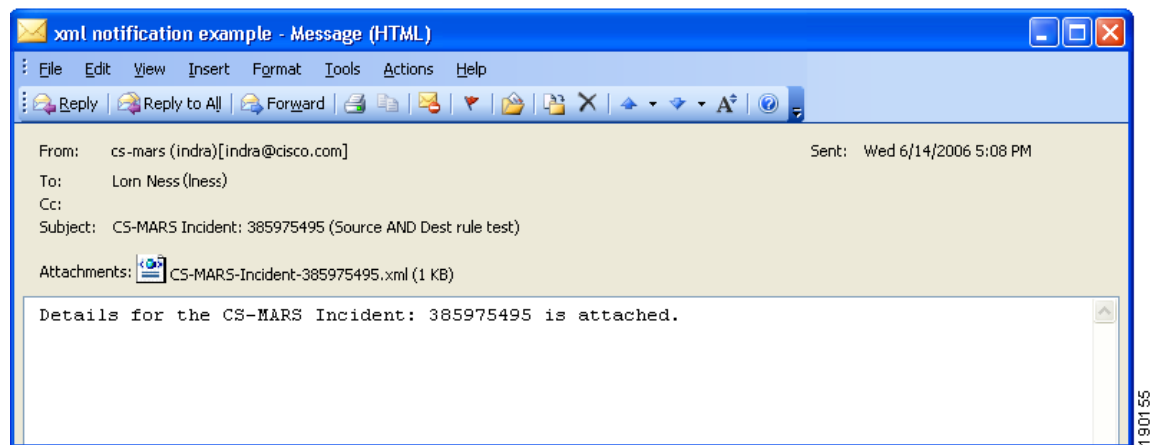 xml notification example - Message (HTML)
File Edit View Insert Format Tools Actions Help
Reply Reply to All Forward
From: cs-mars (indra)[indra@cisco.com] Sent: Wed 6/14/2006 5:08 PM
To: Lorn Ness (lness)
Cc:
Subject: CS-MARS Incident: 385975495 (Source AND Dest rule test)
Attachments: CS-MARS-Incident-385975495.xml (1 KB)
Details for the CS-MARS Incident: 385975495 is attached.
190155